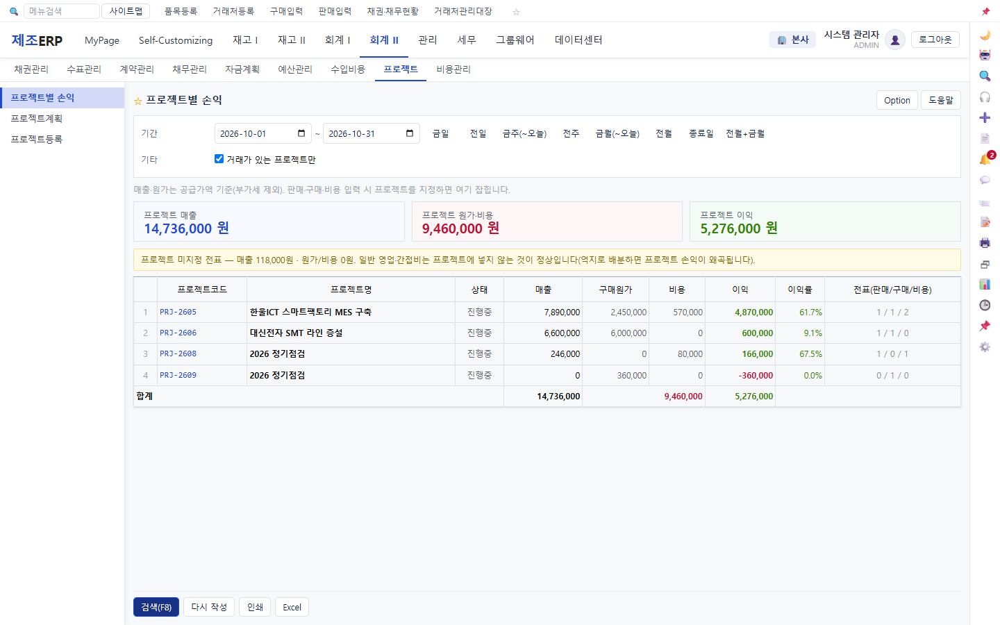 메뉴검색 사이트맵 품목등록 거래처등록 구매입력 판매입력 채권·채무현황 거래처관리대장 ☆
제조ERP MyPage Self-Customizing 재고 I 재고 II 회계 I 회계 II 관리 세무 그룹웨어 데이터센터 본사 시스템 관리자 ADMIN 로그아웃
채권관리 수표관리 계약관리 채무관리 자금계획 예산관리 수입비용 프로젝트 비용관리
프로젝트별 손익
프로젝트계획
프로젝트등록
2
☆ 프로젝트별 손익 Option 도움말
기간 2026-10-01 ~ 2026-10-31 금일 전일 금주(~오늘) 전주 금월(~오늘) 전월 종료일 전월+금월
기타 거래가 있는 프로젝트만
매출·원가는 공급가액 기준(부가세 제외). 판매·구매·비용 입력 시 프로젝트를 지정하면 여기 잡힙니다.
프로젝트 매출
14,736,000 원
프로젝트 원가·비용
9,460,000 원
프로젝트 이익
5,276,000 원
프로젝트 미지정 전표 — 매출 118,000원 · 원가/비용 0원. 일반 영업·간접비는 프로젝트에 넣지 않는 것이 정상입니다(억지로 배분하면 프로젝트 손익이 왜곡됩니다).
프로젝트코드 프로젝트명 상태 매출 구매원가 비용 이익 이익률 전표(판매/구매/비용)
1 PRJ-2605 한울ICT 스마트팩토리 MES 구축 진행중 7,890,000 2,450,000 570,000 4,870,000 61.7% 1 / 1 / 2
2 PRJ-2606 대신전자 SMT 라인 증설 진행중 6,600,000 6,000,000 0 600,000 9.1% 1 / 1 / 0
3 PRJ-2608 2026 정기점검 진행중 246,000 0 80,000 166,000 67.5% 1 / 0 / 1
4 PRJ-2609 2026 정기점검 진행중 0 360,000 0 -360,000 0.0% 0 / 1 / 0
합계 14,736,000 9,460,000 5,276,000
검색(F8) 다시 작성 인쇄 Excel